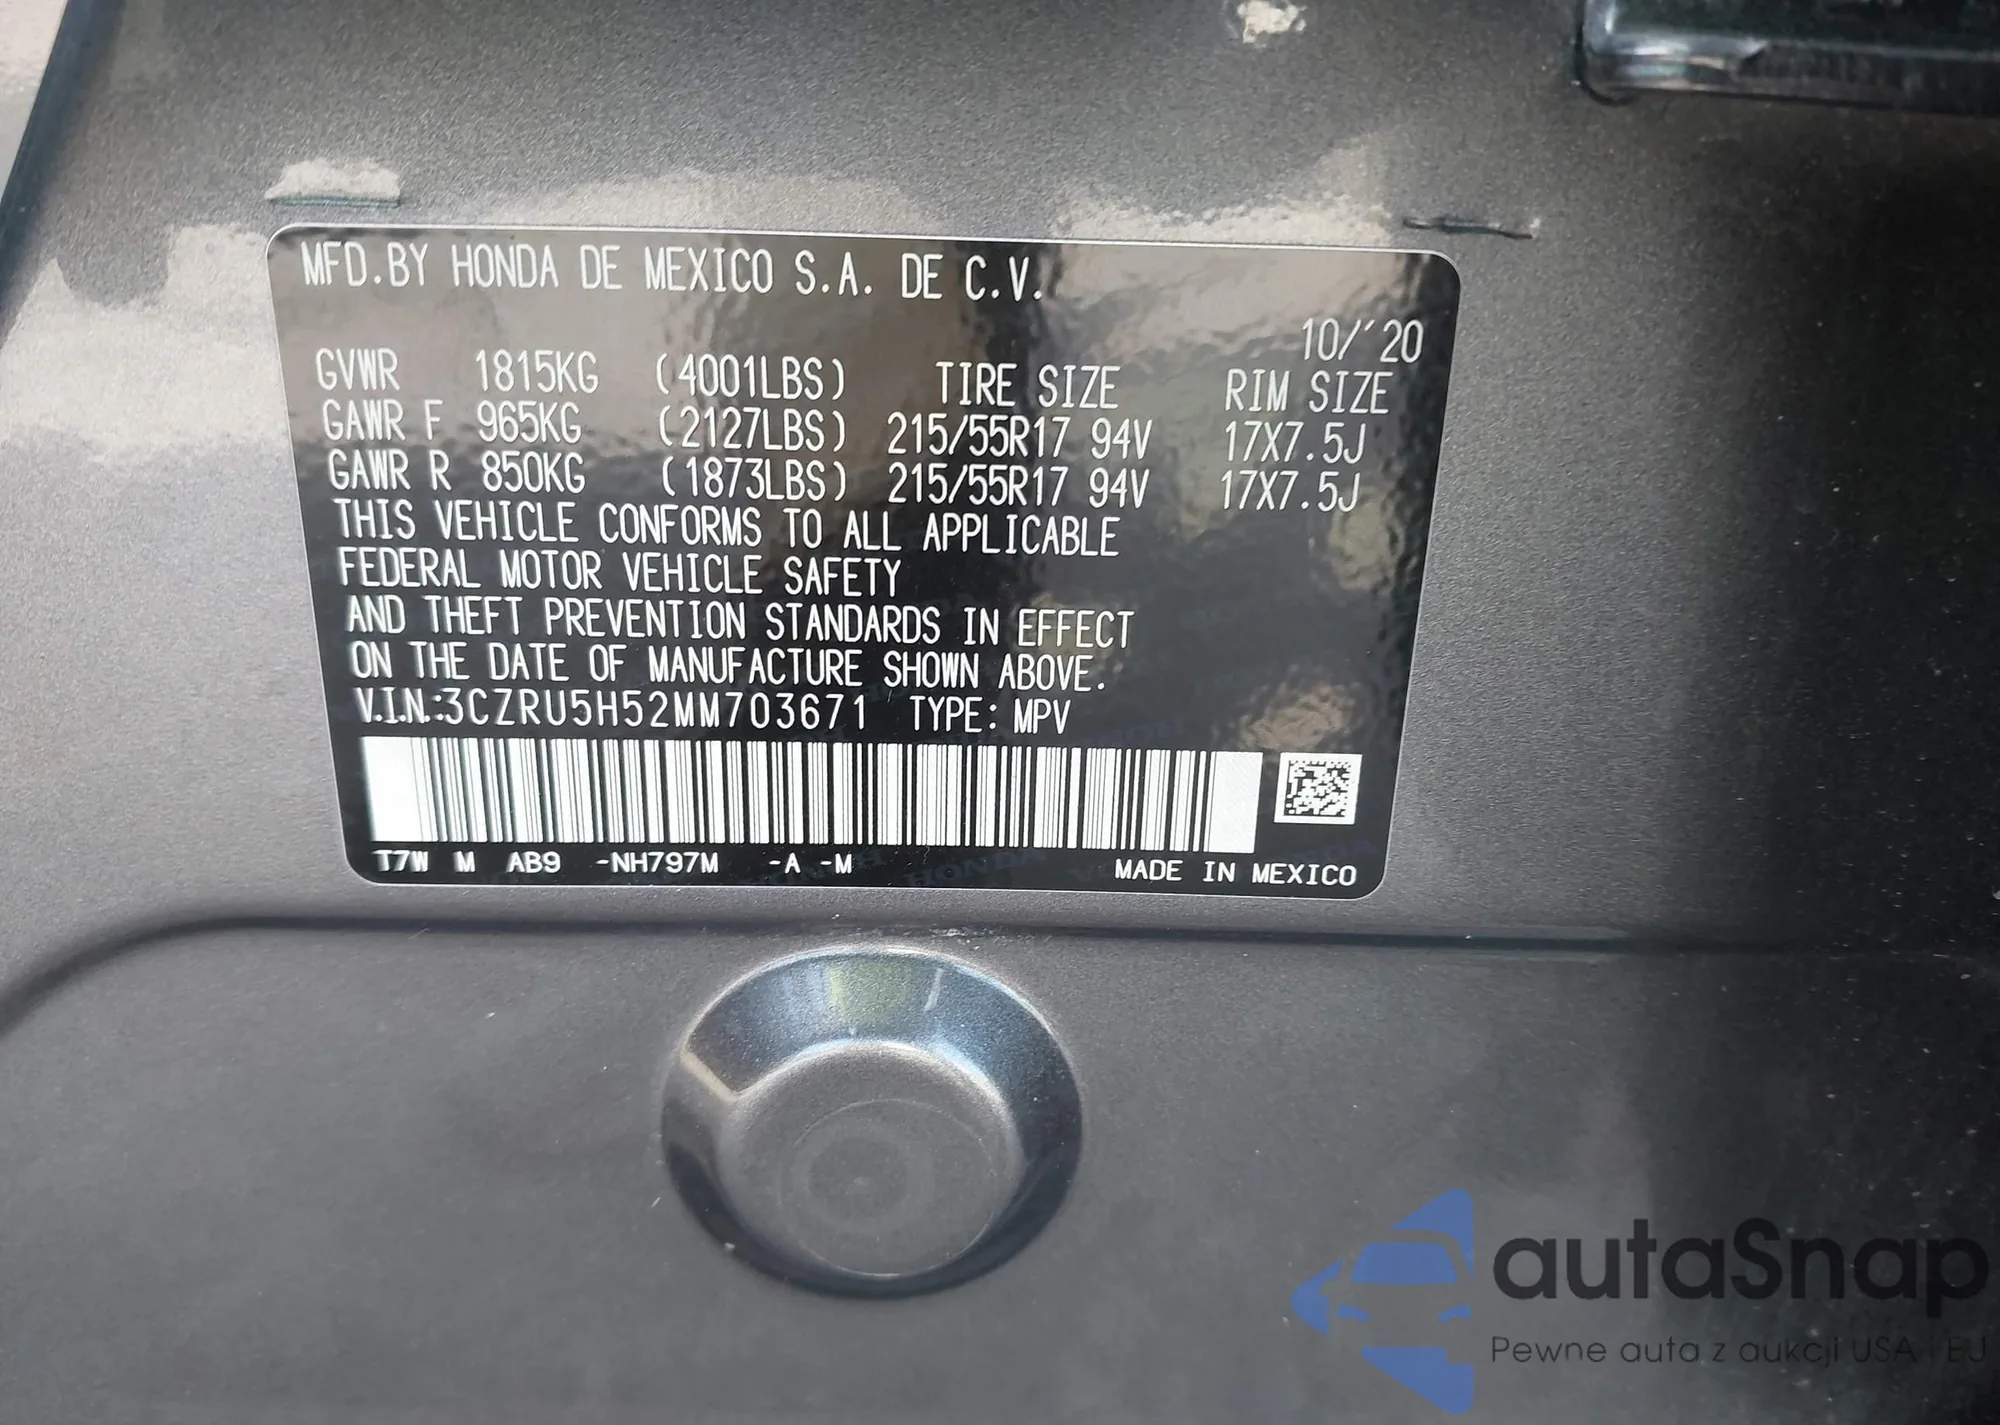 MFD.BY HONDA DE MEXICO S.A. DE C.V.
10/'20
GVWR 1815KG (4001LBS) TIRE SIZE RIM SIZE
GAWR F 965KG (2127LBS) 215/55R17 94V 17X7.5J
GAWR R 850KG (1873LBS) 215/55R17 94V 17X7.5J
THIS VEHICLE CONFORMS TO ALL APPLICABLE
FEDERAL MOTOR VEHICLE SAFETY
AND THEFT PREVENTION STANDARDS IN EFFECT
ON THE DATE OF MANUFACTURE SHOWN ABOVE.
V.I.N.:3CZRU5H52MM703671 TYPE: MPV
T7W M AB9 -NH797M -A -M MADE IN MEXICO
autaSnap
Pewne auta z aukcji USA i EU